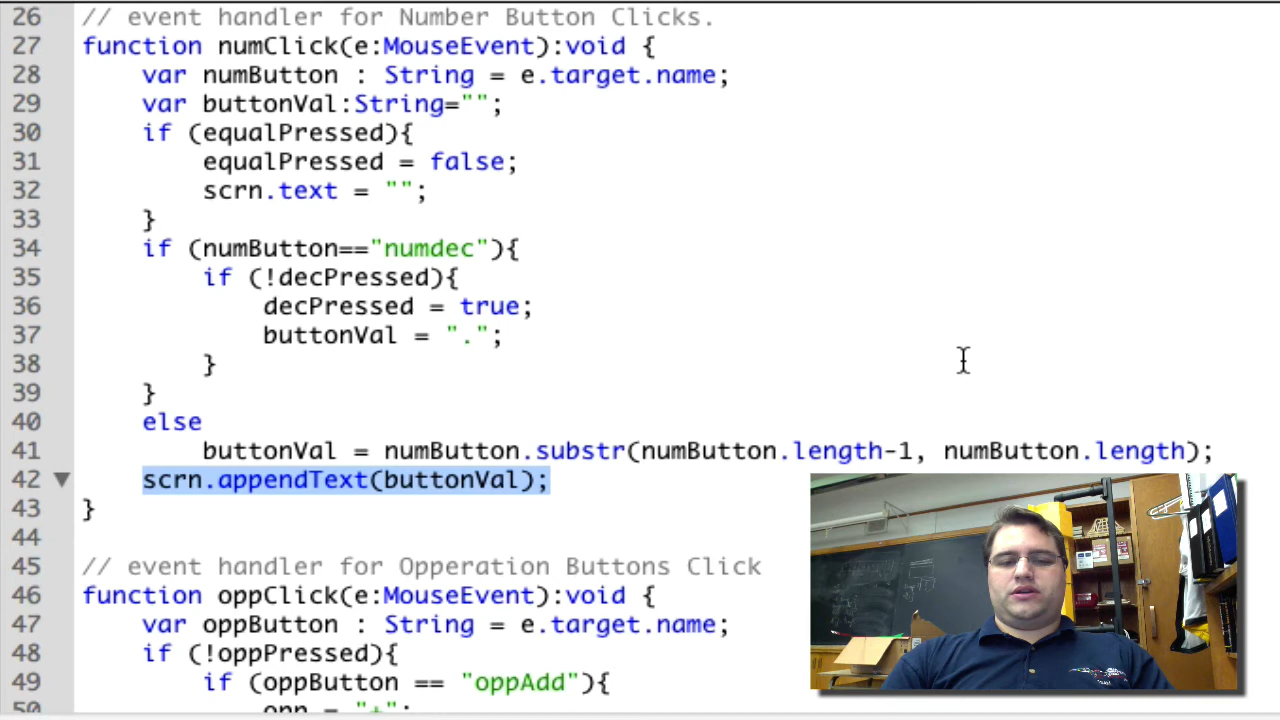 26 // event handler for Number Button Clicks.
27 function numClick(e:MouseEvent):void {
28 var numButton : String = e.target.name;
29 var buttonVal:String="";
30 if (equalPressed){
31 equalPressed = false;
32 scrn.text = "";
33 }
34 if (numButton=="numdec"){
35 if (!decPressed){
36 decPressed = true;
37 buttonVal = ".";
38 }
39 }
40 else
41 buttonVal = numButton.substr(numButton.length-1, numButton.length);
42 scrn.appendText(buttonVal);
43 }
44
45 // event handler for Opperation Buttons Click
46 function oppClick(e:MouseEvent):void {
47 var oppButton : String = e.target.name;
48 if (!oppPressed){
49 if (oppButton == "oppAdd"){
50 opp = "+";